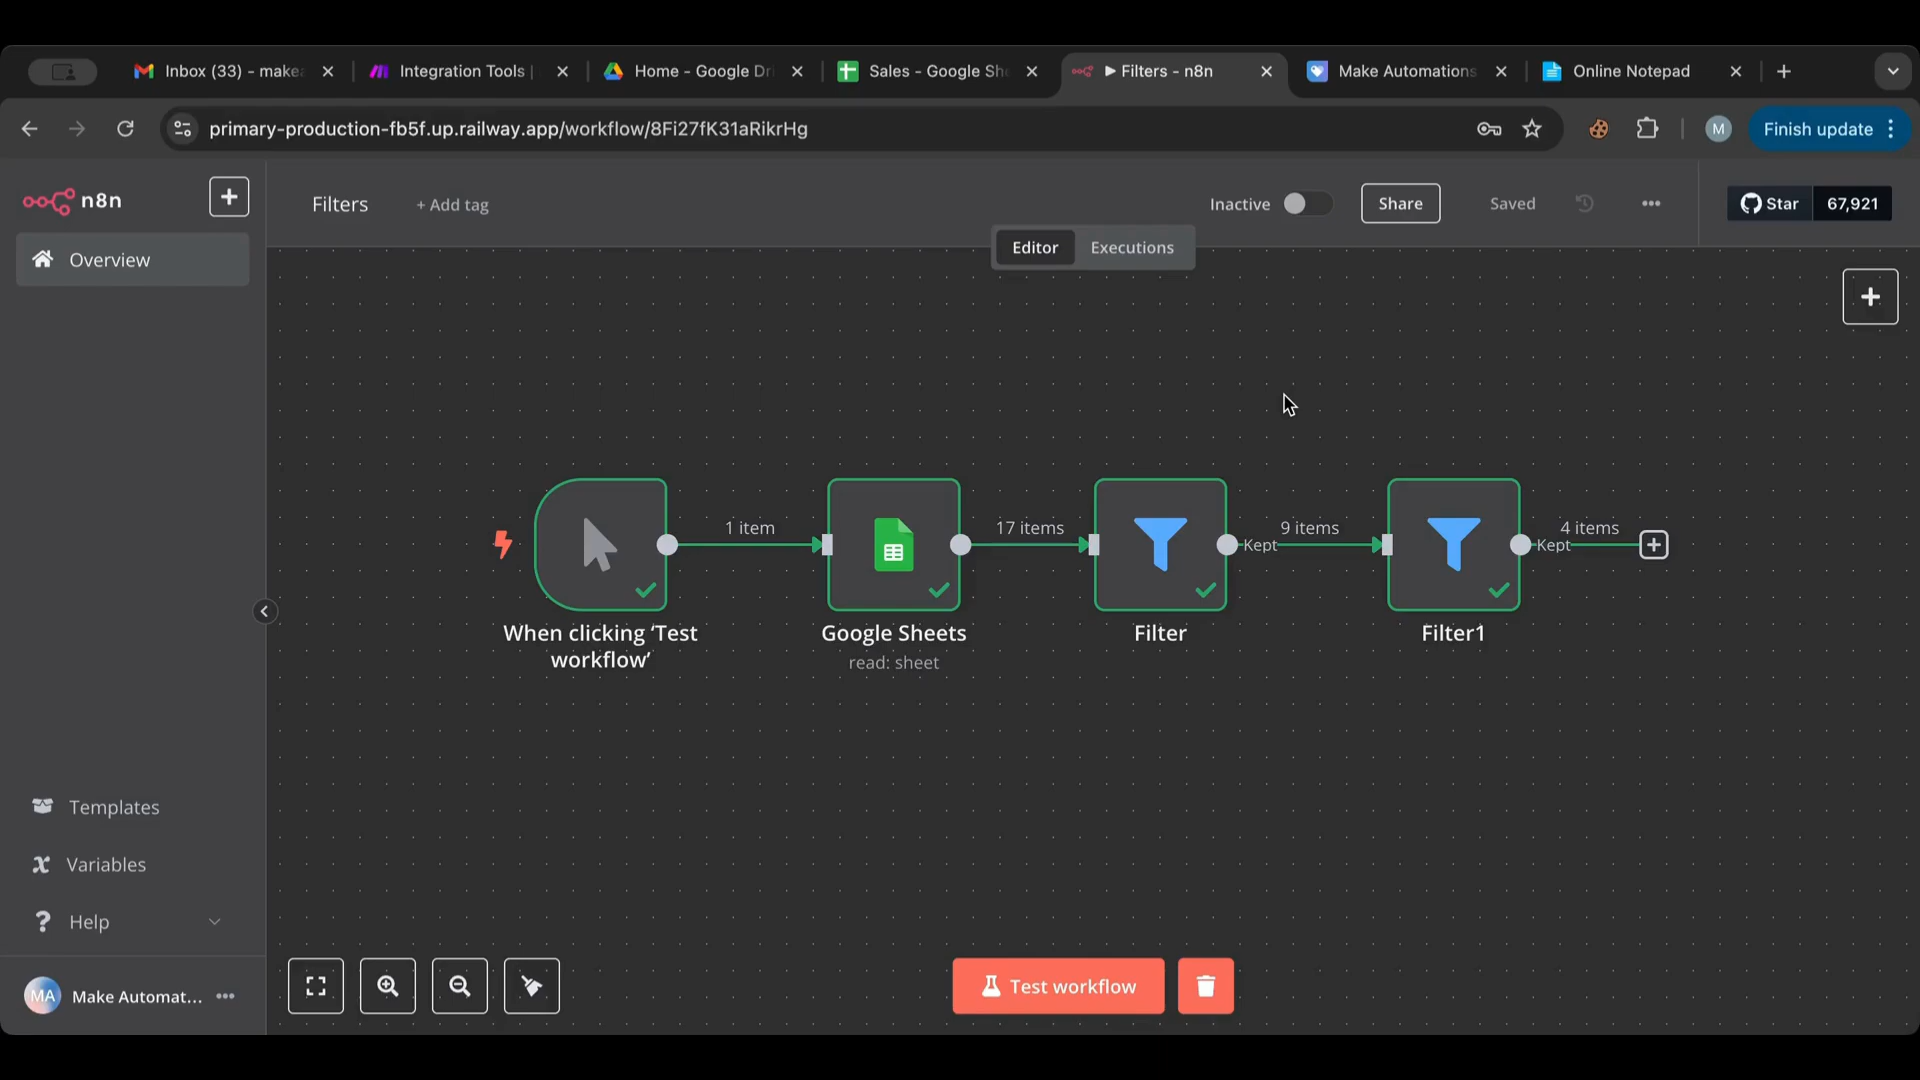 Inbox (33) - make
Integration Tools |
Home - Google Dri
Sales - Google She
Filters - n8n
Make Automations
Online Notepad
primary-production-fb5f.up.railway.app/workflow/8Fi27fK31aRikrHg
M
Finish update
n8n
Filters
+ Add tag
Inactive
Share
Saved
Star
67,921
Editor
Executions
Overview
1 item
17 items
9 items
4 items
Kept
Kept
When clicking ‘Test
workflow’
Google Sheets
read: sheet
Filter
Filter1
Templates
Variables
Help
MA
Make Automat...
Test workflow